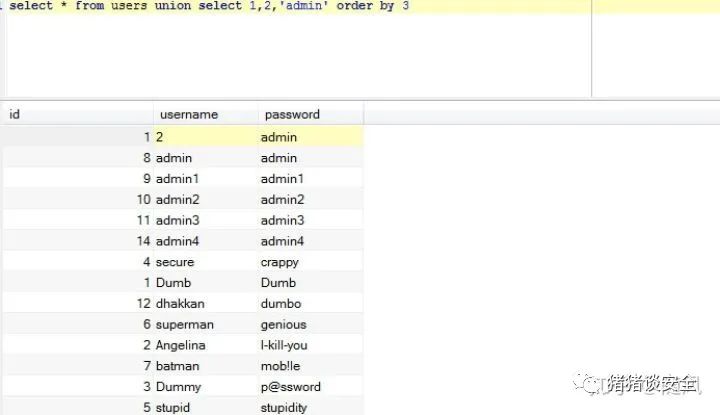 select * from users union select 1,2,'admin' order by 3
id username password
1 2 admin
8 admin admin
9 admin1 admin1
10 admin2 admin2
11 admin3 admin3
14 admin4 admin4
4 secure crappy
1 Dumb Dumb
12 dhakkan dumbo
6 superman genious
2 Angelina I-kill-you
7 batman mob!le
3 Dummy p@ssword
5 stupid stupidity
猪猪谈安全